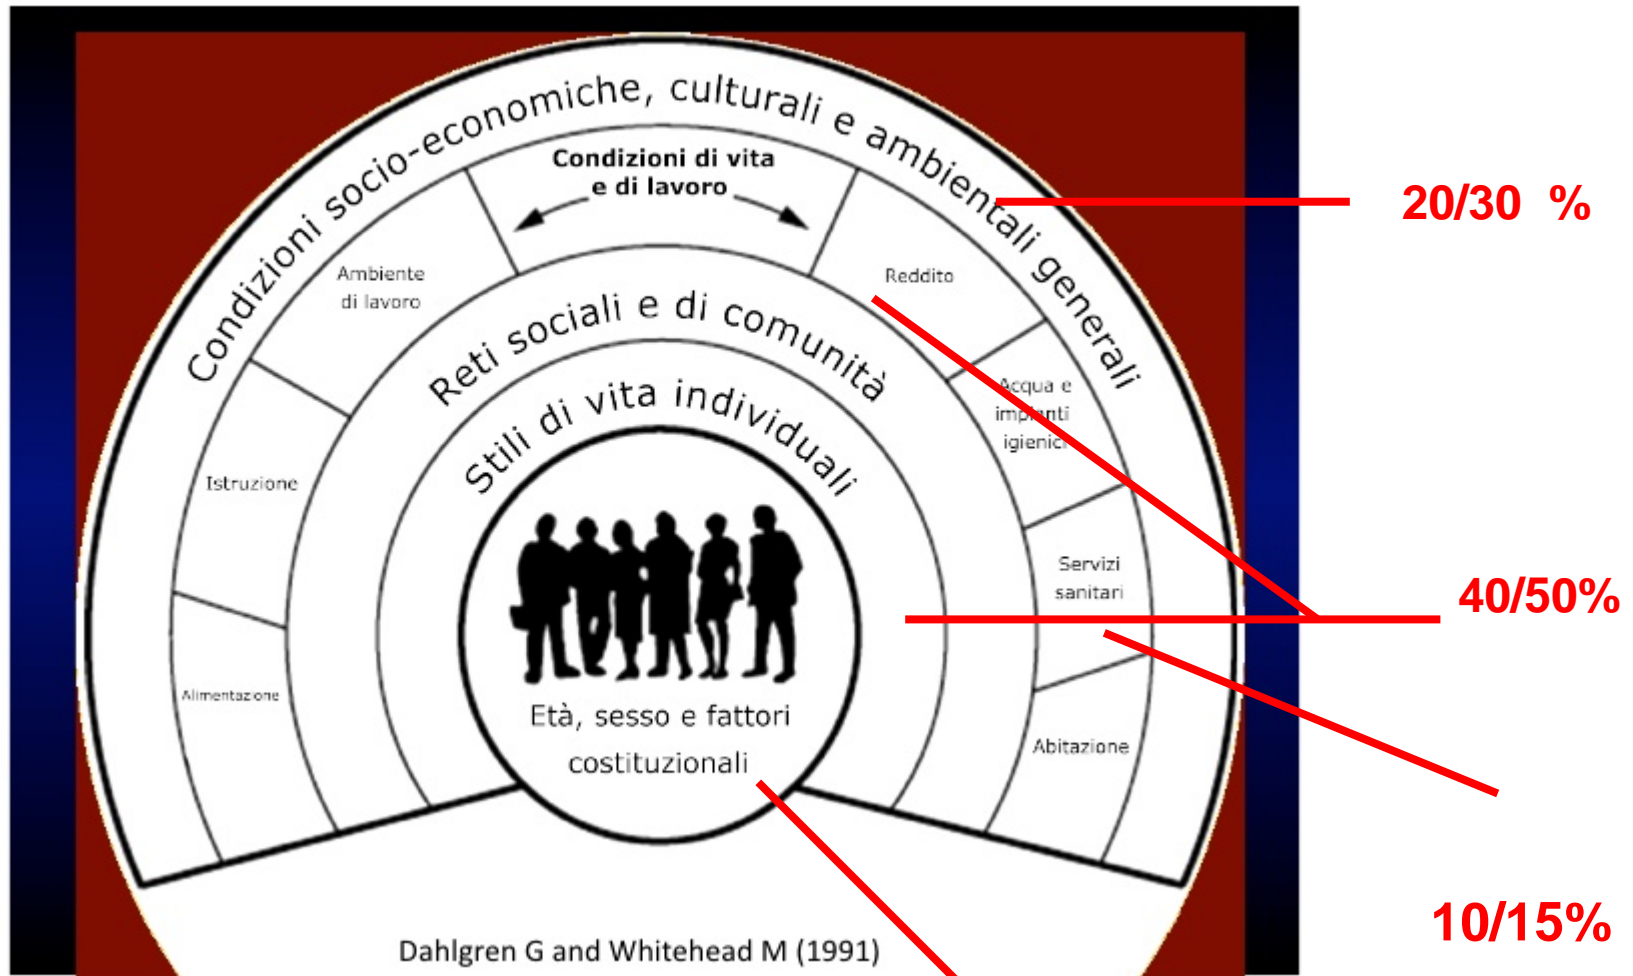 Condizioni socio-economiche, culturali e ambientali generali
Condizioni di vita
e di lavoro
Ambiente
di lavoro
Reddito
Acqua e
impianti
igienici
Istruzione
Servizi
sanitari
Alimentazione
Abitazione
Reti sociali e di comunità
Stili di vita individuali
Età, sesso e fattori
costituzionali
20/30 %
40/50%
10/15%
Dahlgren G and Whitehead M (1991)